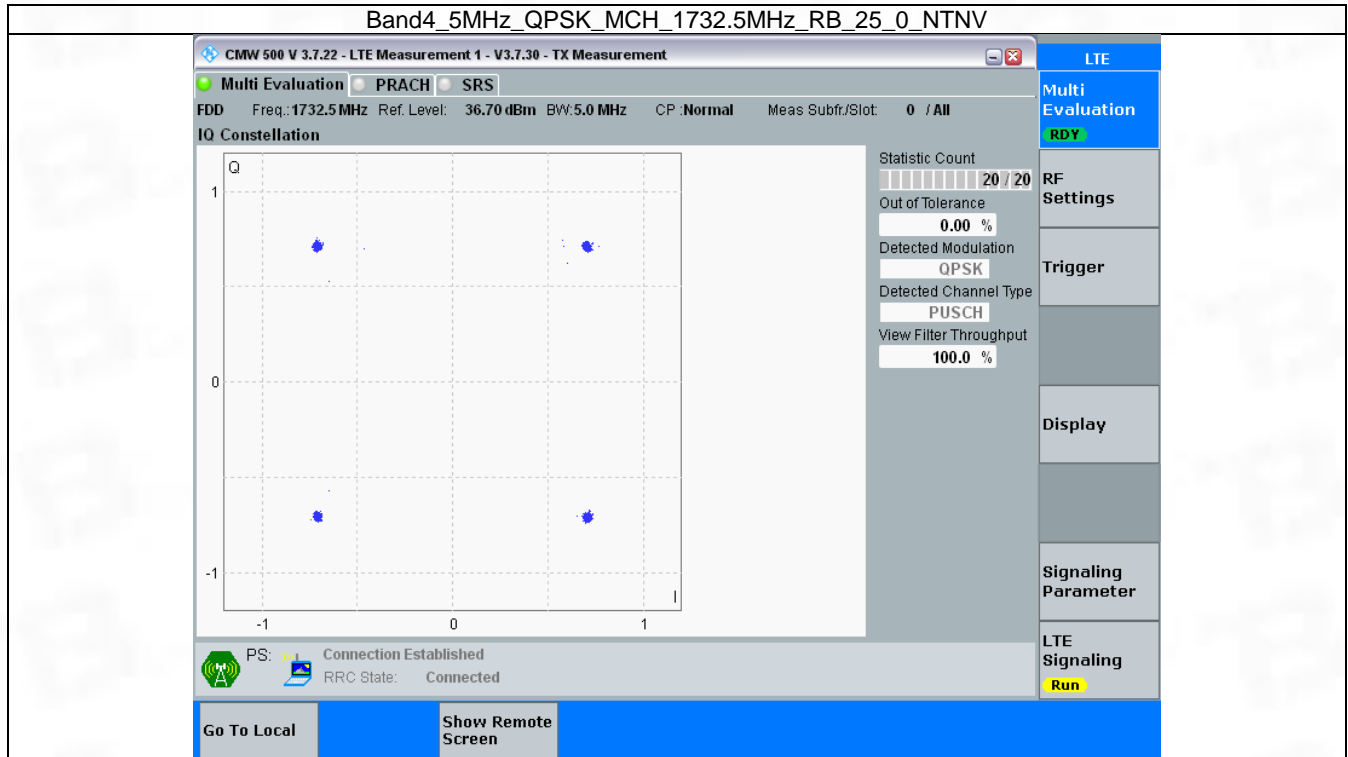 Band4_5MHz_QPSK_MCH_1732.5MHz_RB_25_0_NTNV
CMW 500 V 3.7.22 - LTE Measurement 1 - V3.7.30 - TX Measurement
Multi Evaluation PRACH SRS
FDD Freq.:1732.5 MHz Ref. Level: 36.70 dBm BW:5.0 MHz CP :Normal Meas Subfr./Slot: 0 / All
IQ Constellation
Q
1
0
-1
-1 0 1
I
Statistic Count
20 / 20
Out of Tolerance
0.00 %
Detected Modulation
QPSK
Detected Channel Type
PUSCH
View Filter Throughput
100.0 %
PS: Connection Established
RRC State: Connected
LTE
Multi
Evaluation
RDY
RF
Settings
Trigger
Display
Signaling
Parameter
LTE
Signaling
Run
Go To Local
Show Remote
Screen